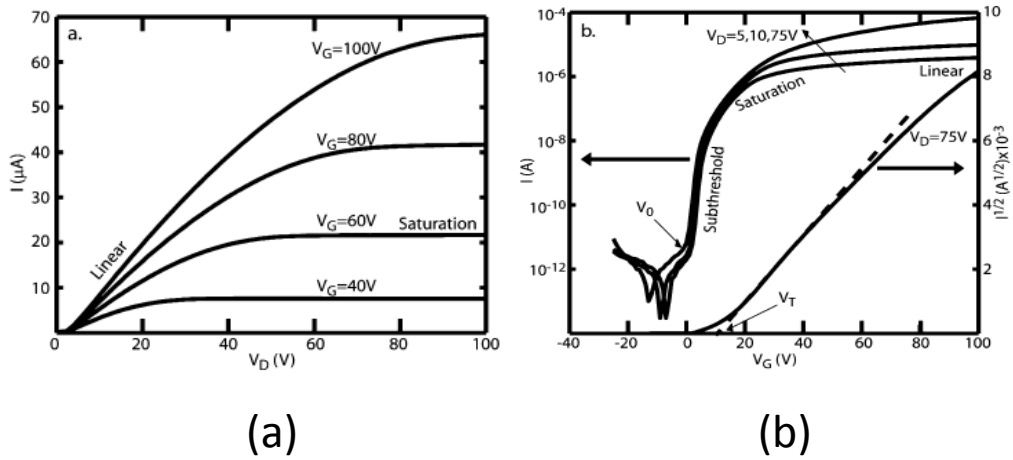 a.
70
60
50
40
30
20
10
I (μA)
V_G=100V
V_G=80V
V_G=60V
Saturation
V_G=40V
Linear
0 20 40 60 80 100
V_D (V)
(a)
b.
10^-4
10^-6
10^-8
10^-10
10^-12
I (A)
V_D=5,10,75V
Linear
Saturation
V_D=75V
Subthreshold
V_0
V_T
10
8
6
4
2
I^1/2 (A^1/2)x10^-3
-40 -20 0 20 40 60 80 100
V_G (V)
(b)